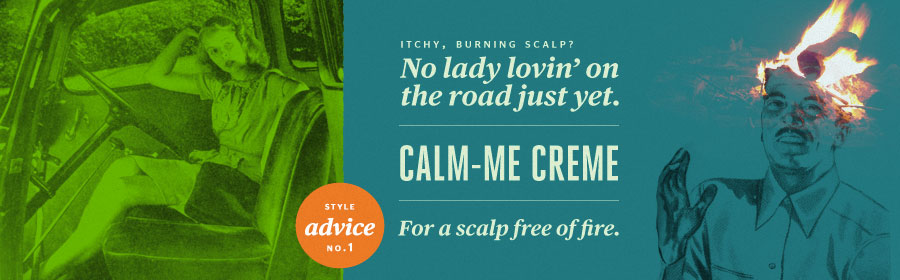 ITCHY, BURNING SCALP?
No lady lovin’ on
the road just yet.
CALM-ME CREME
STYLE
advice
NO.1
For a scalp free of fire.